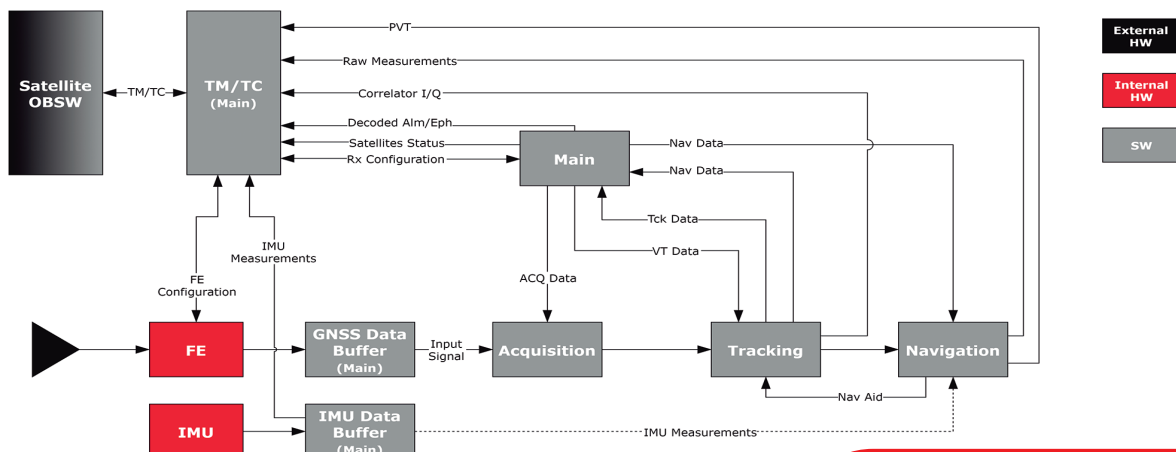 PVT
External
HW
Raw Measurements
Satellite
OBSW
TM/TC
TM/TC
(Main)
Internal
HW
Correlator I/Q
Decoded Alm/Eph
Satellites Status
Rx Configuration
Main
Nav Data
Nav Data
SW
Tck Data
VT Data
IMU
Measurements
FE
Configuration
ACQ Data
FE
GNSS Data
Buffer
(Main)
Input
Signal
Acquisition
Tracking
Navigation
Nav Aid
IMU
IMU Data
Buffer
(Main)
IMU Measurements